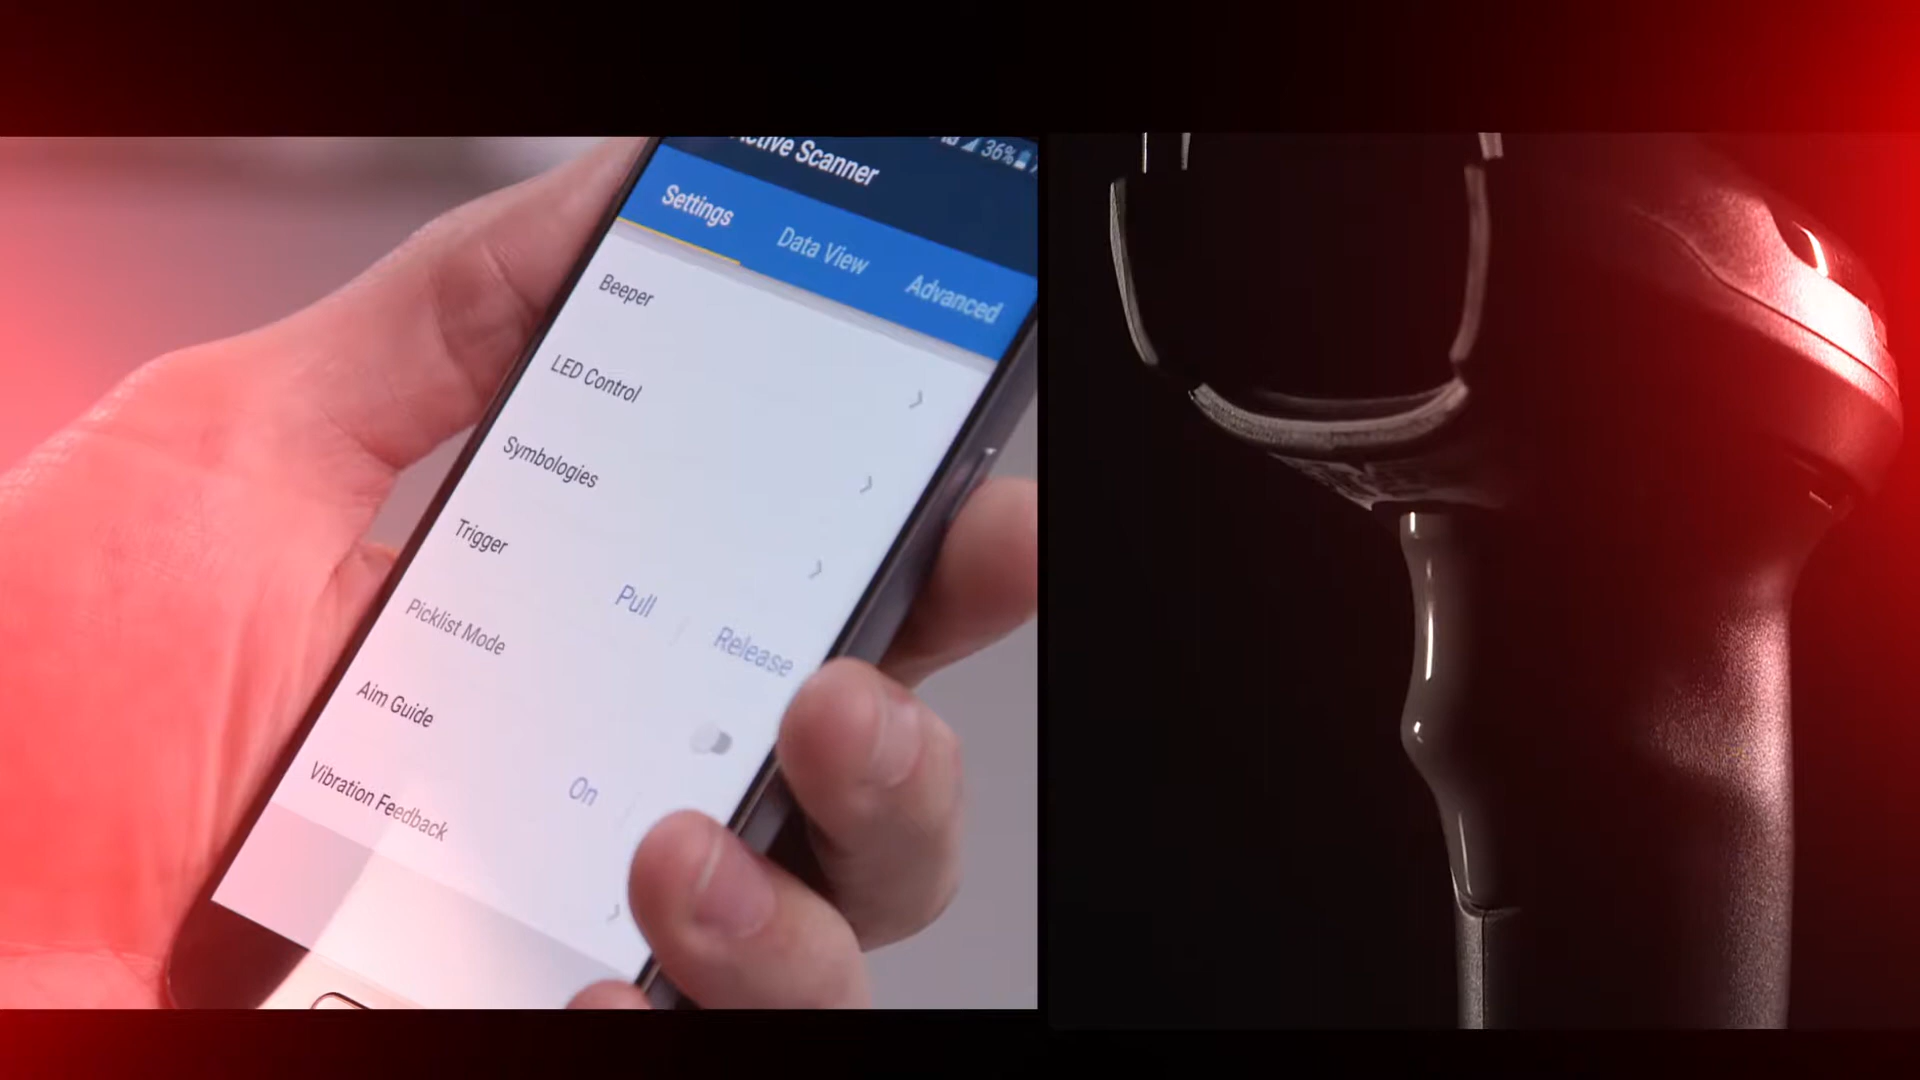 Active Scanner
36%
Settings
Data View
Advanced
Beeper
LED Control
Symbologies
Trigger
Pull
Release
Picklist Mode
Aim Guide
On
Vibration Feedback